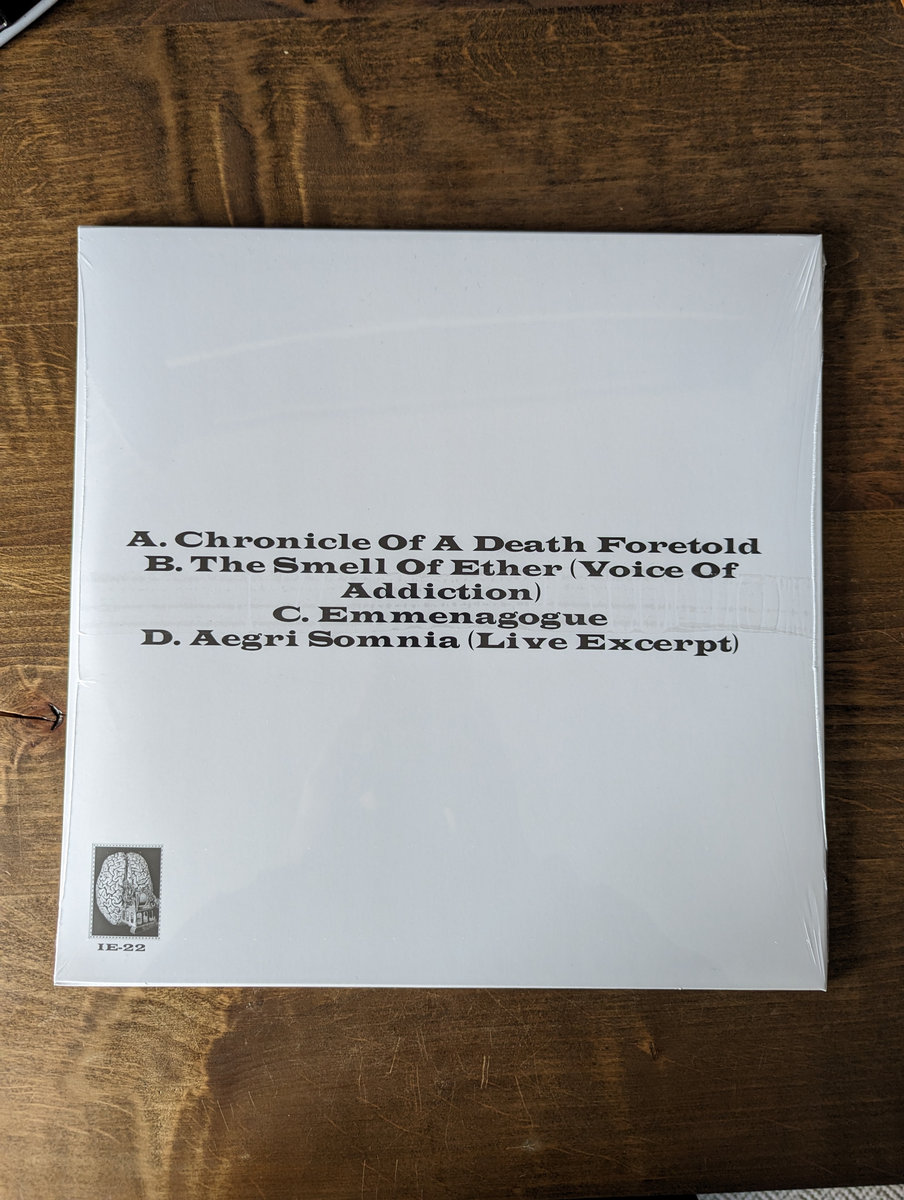 A. Chronicle Of A Death Foretold
B. The Smell Of Ether (Voice Of
Addiction)
C. Emmenagogue
D. Aegri Somnia (Live Excerpt)
IE-22